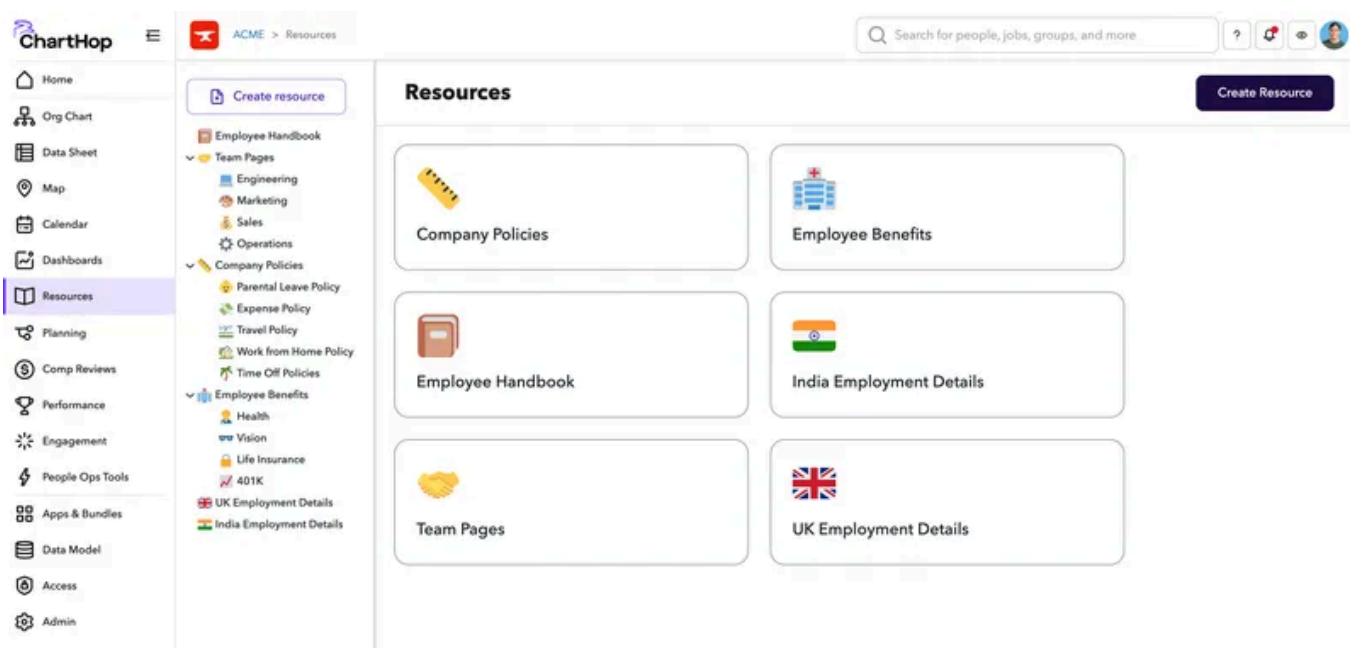 ChartHop
ACME > Resources
Search for people, jobs, groups, and more
?
Home
Org Chart
Data Sheet
Map
Calendar
Dashboards
Resources
Planning
Comp Reviews
Performance
Engagement
People Ops Tools
Apps & Bundles
Data Model
Access
Admin
Create resource
Employee Handbook
Team Pages
Engineering
Marketing
Sales
Operations
Company Policies
Parental Leave Policy
Expense Policy
Travel Policy
Work from Home Policy
Time Off Policies
Employee Benefits
Health
Vision
Life Insurance
401K
UK Employment Details
India Employment Details
Resources
Create Resource
Company Policies
Employee Benefits
Employee Handbook
India Employment Details
Team Pages
UK Employment Details